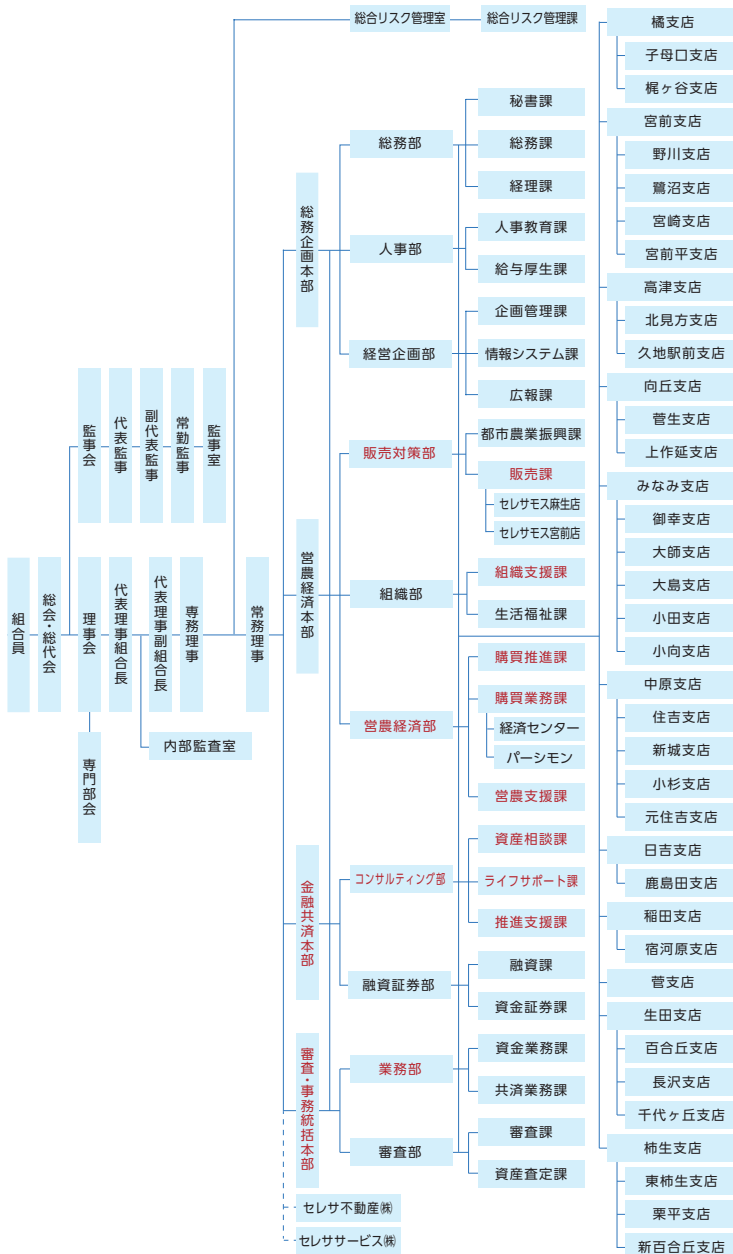 組合員
総会・総代会
監事会
代表監事
副代表監事
常勤監事
監事室
理事会
代表理事組合長
代表理事副組合長
専務理事
常務理事
専門部会
内部監査室
総合リスク管理室
総合リスク管理課
総務企画本部
総務部
秘書課
総務課
経理課
人事部
人事教育課
給与厚生課
経営企画部
企画管理課
情報システム課
広報課
営農経済本部
販売対策部
都市農業振興課
販売課
セレサモス麻生店
セレサモス宮前店
組織部
組織支援課
生活福祉課
営農経済部
購買推進課
購買業務課
経済センター
パーシモン
営農支援課
金融共済本部
コンサルティング部
資産相談課
ライフサポート課
推進支援課
融資証券部
融資課
資金証券課
審査・事務統括本部
業務部
資金業務課
共済業務課
審査部
審査課
資産査定課
セレサ不動産㈱
セレササービス㈱
橘支店
子母口支店
梶ヶ谷支店
宮前支店
野川支店
鷺沼支店
宮崎支店
宮前平支店
高津支店
北見方支店
久地駅前支店
向丘支店
菅生支店
上作延支店
みなみ支店
御幸支店
大師支店
大島支店
小田支店
小向支店
中原支店
住吉支店
新城支店
小杉支店
元住吉支店
日吉支店
鹿島田支店
稲田支店
宿河原支店
菅支店
生田支店
百合丘支店
長沢支店
千代ヶ丘支店
柿生支店
東柿生支店
栗平支店
新百合丘支店